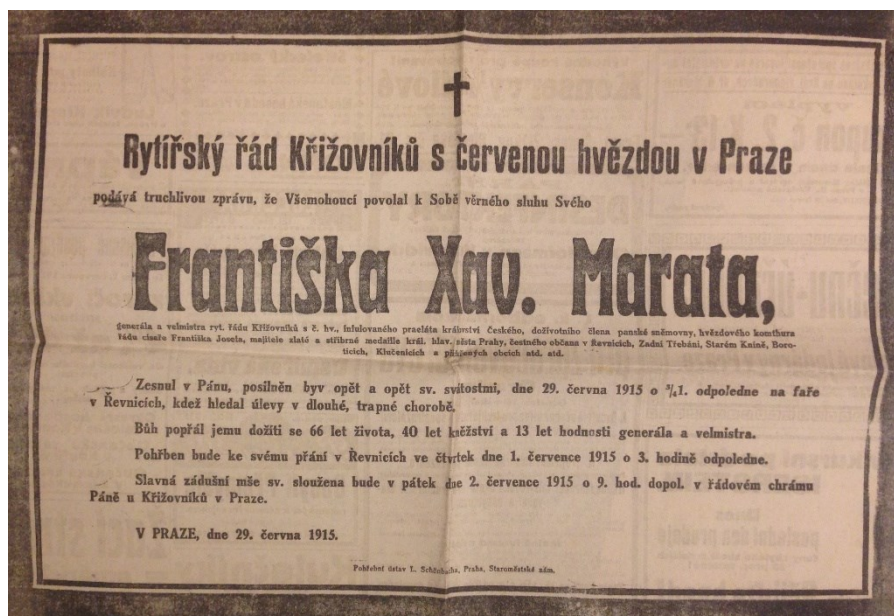 Rytířský řád Křižovníků s červenou hvězdou v Praze
podává truchlivou zprávu, že Všemohoucí povolal k Sobě věrného sluhu Svého
Františka Xav. Marata,
generála a velmistra ryt. řádu Křižovníků s č. hv., infulovaného praeláta království českého, doživotního člena panské sněmovny, hvězdového komthura
řádu císaře Františka Josefa, majitele zlaté a stříbrné medaille král. hlav. města Prahy, čestného občana v Řevnicích, Zadní Třebáni, Starém Kníně, Boro-
ticích, Klučenicích a přifařených obcích atd. atd.
Zesnul v Pánu, posilněn byv opět a opět sv. svátostmi, dne 29. června 1915 o ¾1. odpoledne na faře
v Řevnicích, kdež hledal úlevy v dlouhé, trapné chorobě.
Bůh popřál jemu dožíti se 66 let života, 40 let kněžství a 13 let hodnosti generála a velmistra.
Pohřben bude ke svému přání v Řevnicích ve čtvrtek dne 1. července 1915 o 3. hodině odpoledne.
Slavná zádušní mše sv. sloužena bude v pátek dne 2. července 1915 o 9. hod. dopol. v řádovém chrámu
Páně u Křižovníků v Praze.
V PRAZE, dne 29. června 1915.
Pohřební ústav Praha, Staroměstské nám.